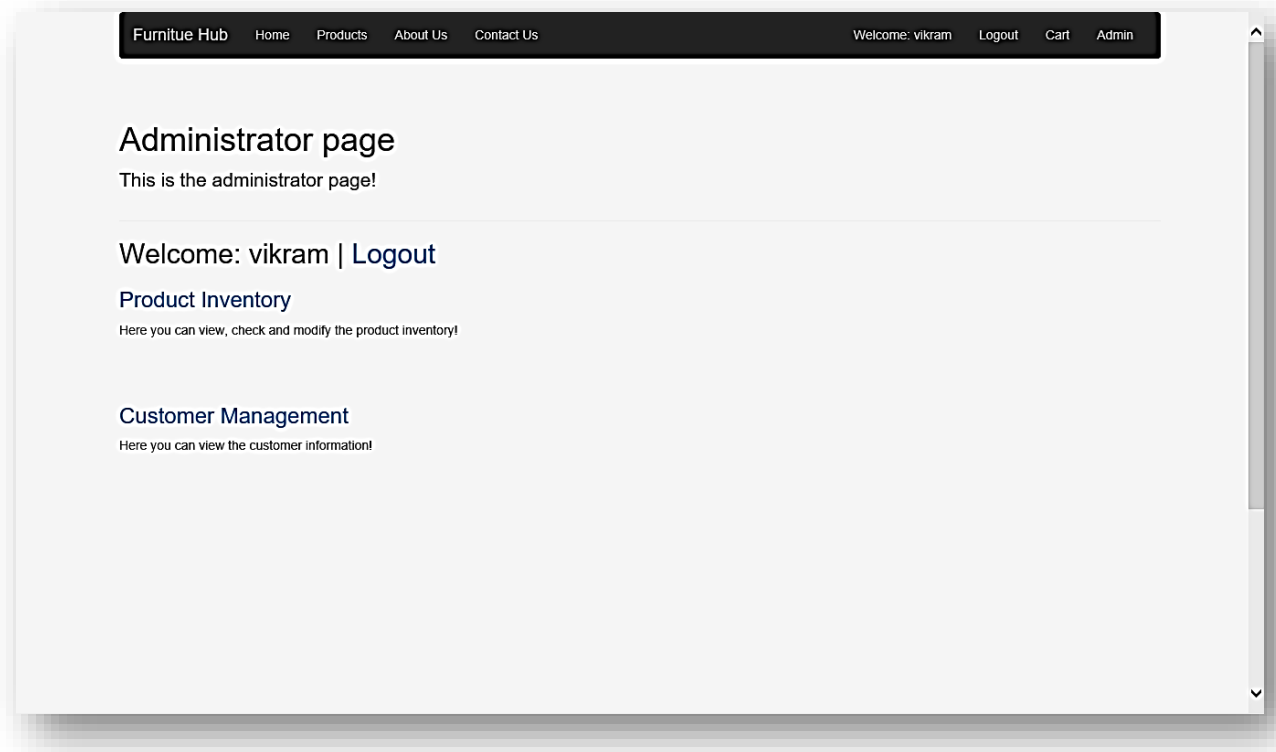 Furnitue Hub Home Products About Us Contact Us Welcome: vikram Logout Cart Admin
Administrator page
This is the administrator page!
Welcome: vikram | Logout
Product Inventory
Here you can view, check and modify the product inventory!
Customer Management
Here you can view the customer information!